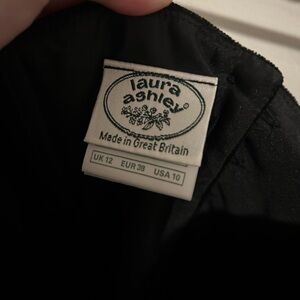 laura
ashley®
Made in Great Britain
UK 12 EUR 38 USA 10